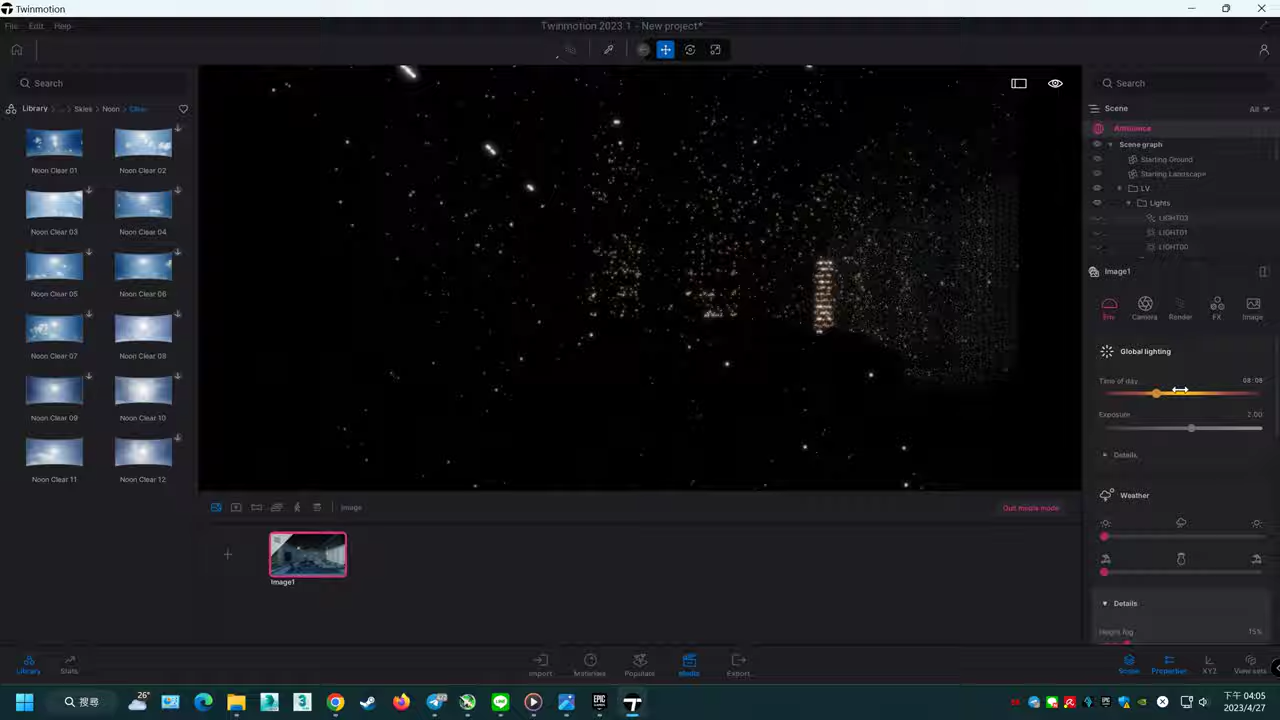 Twinmotion
File Edit Help
Twinmotion 2023.1 - New project*
Search
Library ... Skies Noon Clear
Noon Clear 01
Noon Clear 02
Noon Clear 03
Noon Clear 04
Noon Clear 05
Noon Clear 06
Noon Clear 07
Noon Clear 08
Noon Clear 09
Noon Clear 10
Noon Clear 11
Noon Clear 12
Image
Quit media mode
Image1
Search
Scene
All
Ambience
Scene graph
Starting Ground
Starting Landscape
LV
Lights
LIGHT03
LIGHT01
LIGHT00
Image1
Env Camera Render FX Image
Global lighting
Time of day 08:08
Exposure 2.00
Details
Weather
Details
Height fog 15%
Library Stats Import Materials Populate Media Export Scene Properties XYZ View sets
搜尋
26°
下午 04:05
2023/4/27